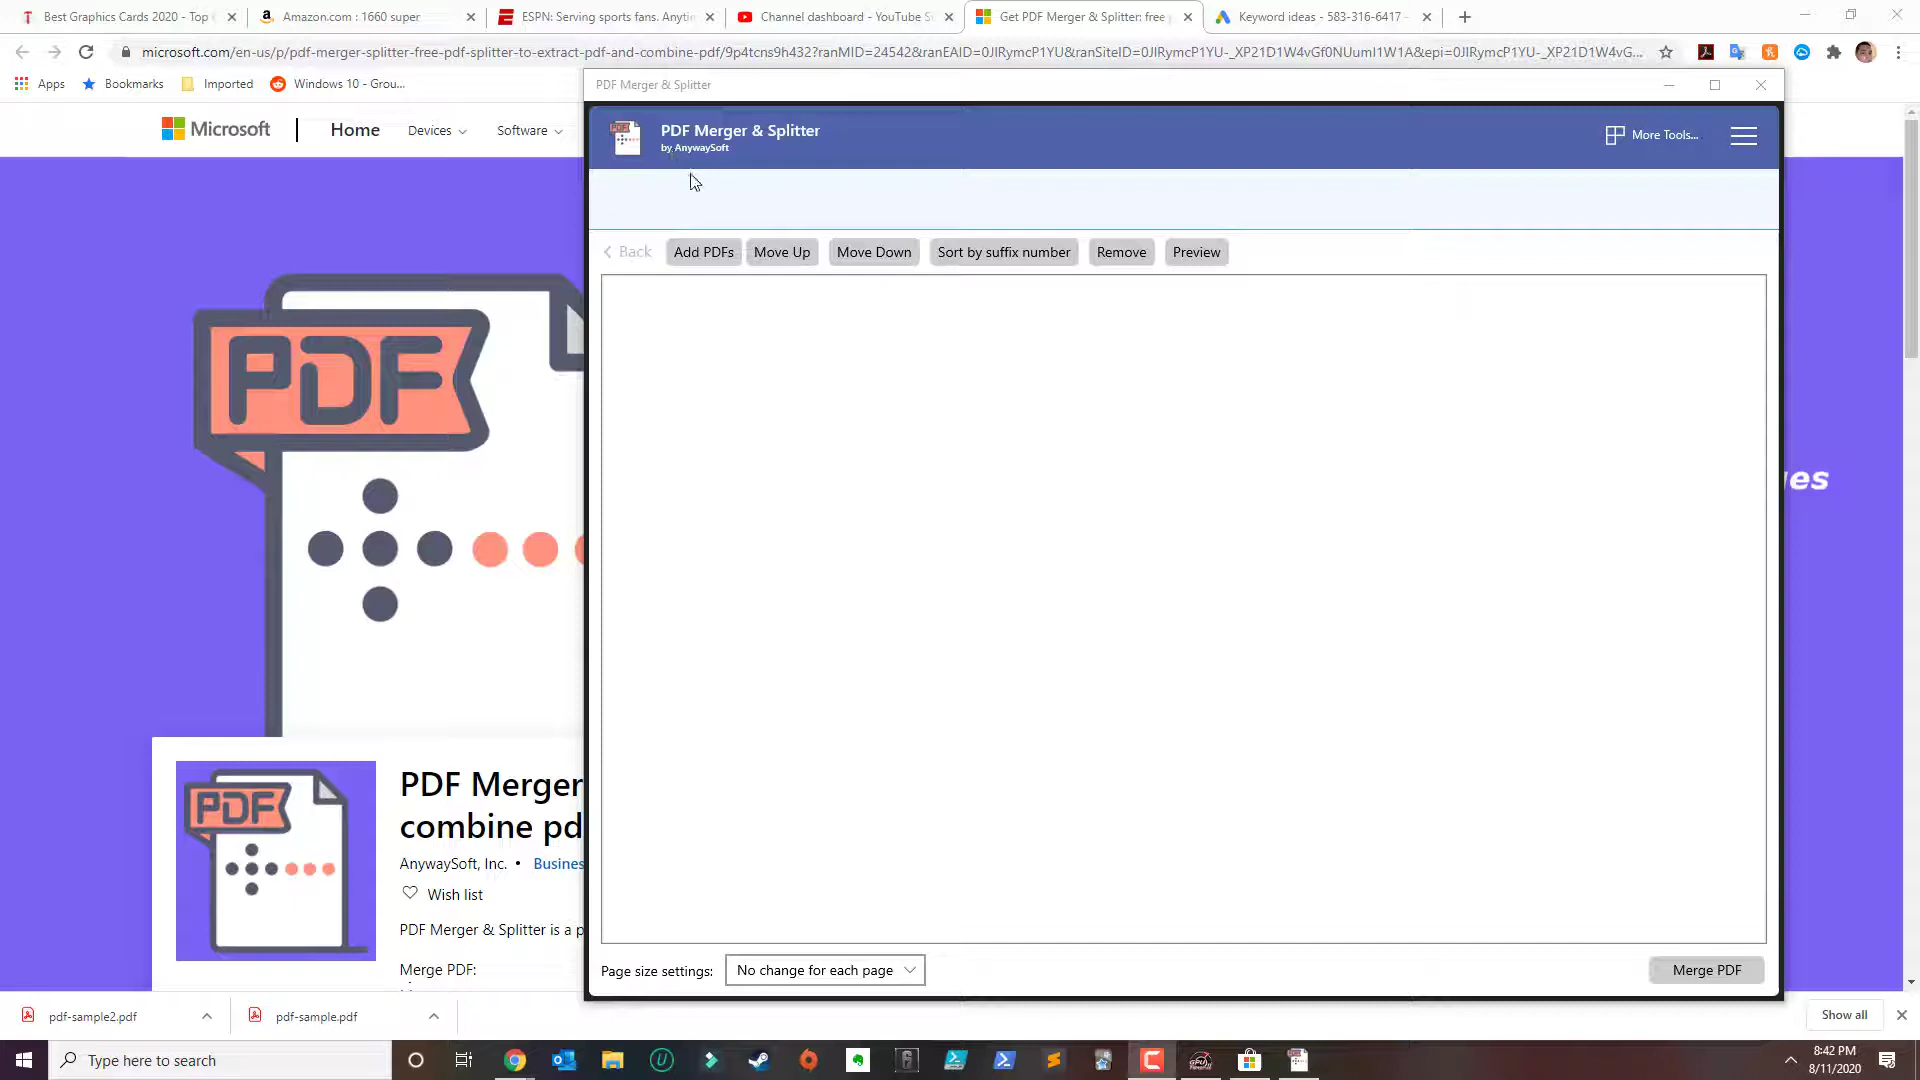 Best Graphics Cards 2020 - Top
Amazon.com : 1660 super
ESPN: Serving sports fans. Anytim
Channel dashboard - YouTube S
Get PDF Merger & Splitter: free
Keyword ideas - 583-316-6417 -
microsoft.com/en-us/p/pdf-merger-splitter-free-pdf-splitter-to-extract-pdf-and-combine-pdf/9p4tcns9h432?ranMID=24542&ranEAID=0JlRymcP1YU&ranSiteID=0JlRymcP1YU-_XP21D1W4vGf0NUumI1W1A&epi=0JlRymcP1YU-_XP21D1W4vG...
Apps
Bookmarks
Imported
Windows 10 - Grou...
PDF Merger & Splitter
Microsoft
Home
Devices
Software
PDF Merger & Splitter
by AnywaySoft
More Tools...
Back
Add PDFs
Move Up
Move Down
Sort by suffix number
Remove
Preview
PDF
PDF
PDF Merger
combine pd
AnywaySoft, Inc. •
Busines
Wish list
PDF Merger & Splitter is a p
Merge PDF:
Page size settings:
No change for each page
Merge PDF
pdf-sample2.pdf
pdf-sample.pdf
Show all
Type here to search
8:42 PM
8/11/2020